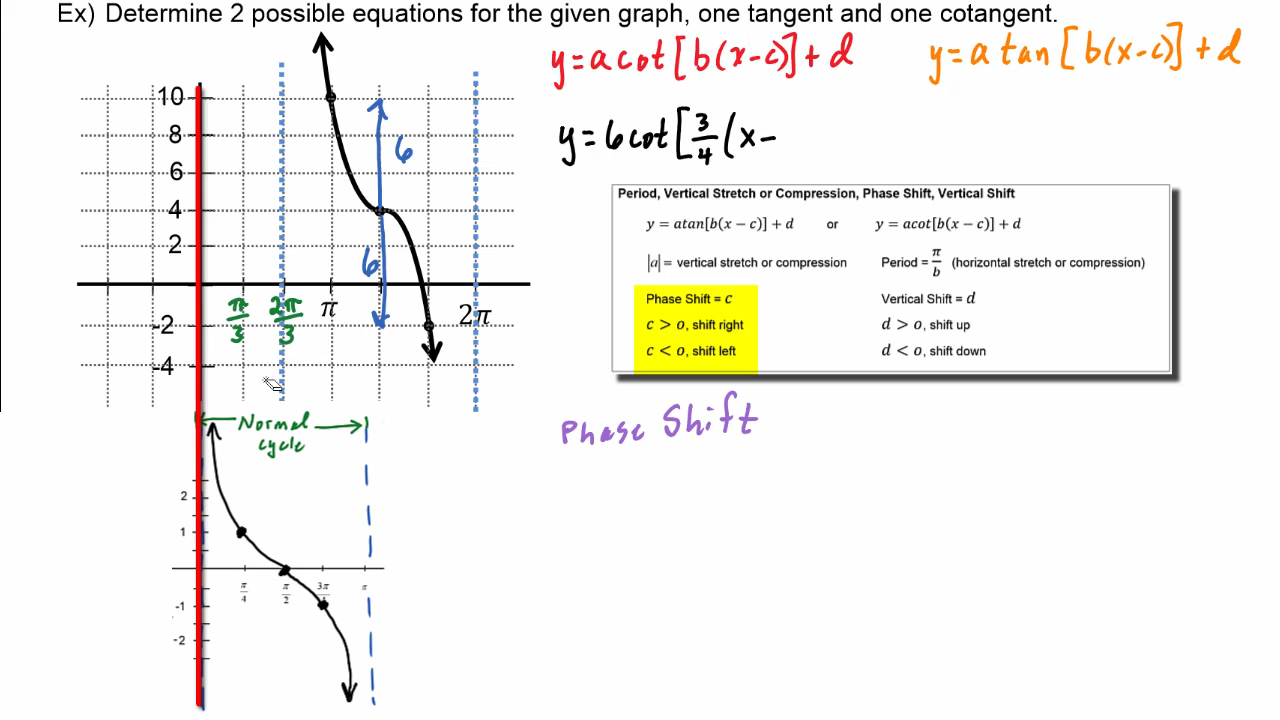 Ex) Determine 2 possible equations for the given graph, one tangent and one cotangent.
y = a cot [ b(x-c)] + d
y = a tan [ b(x-c)] + d
10
8
6
4
2
-2
-4
6
6
π/3
2π/3
π
2π
y = 6 cot [ 3/4 ( x -
Period, Vertical Stretch or Compression, Phase Shift, Vertical Shift
y = atan[b(x − c)] + d or y = acot[b(x − c)] + d
|a| = vertical stretch or compression Period = π/b (horizontal stretch or compression)
Phase Shift = c Vertical Shift = d
c > o, shift right d > o, shift up
c < o, shift left d < o, shift down
Phase Shift
Normal
cycle
2
1
-1
-2
π/4
π/2
3π
π